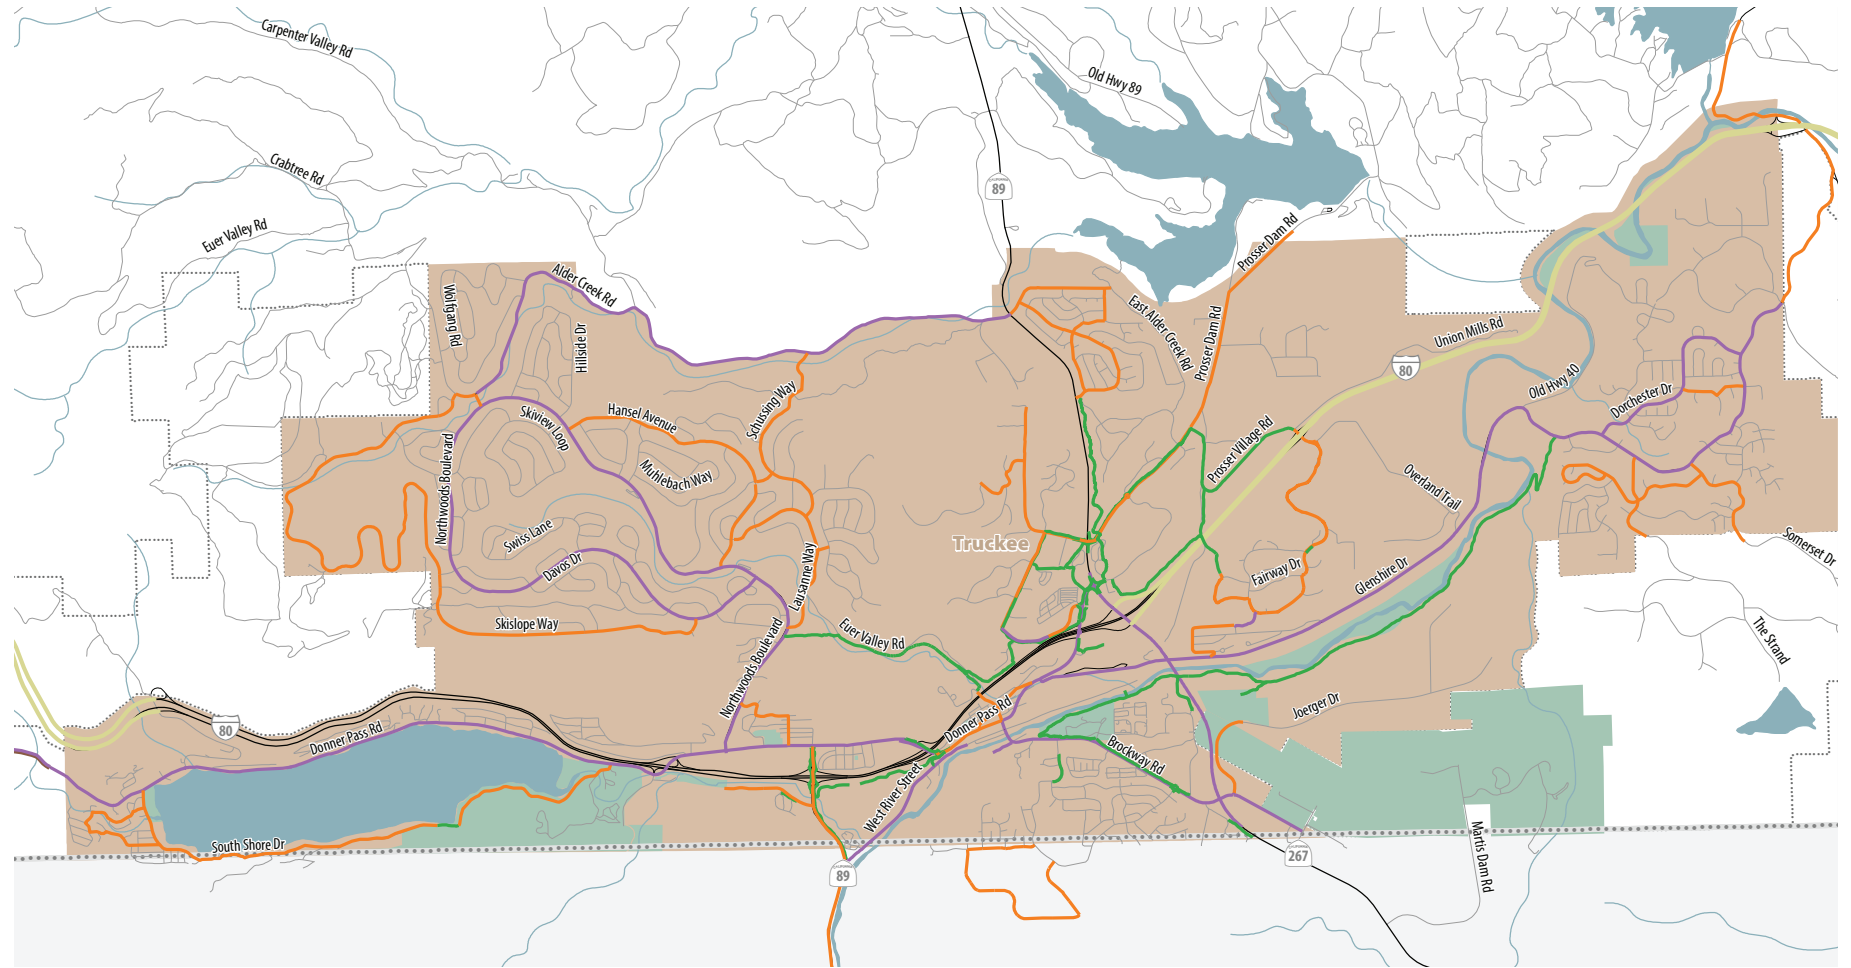 Carpenter Valley Rd
Old Hwy 89
Crabtree Rd
CALIFORNIA
89
Euer Valley Rd
Prosser Dam Rd
Alder Creek Rd
Wolfgang Rd
Hillside Dr
East Alder Creek Rd
Prosser Dam Rd
Union Mills Rd
80
Old Hwy 40
Dorchester Dr
Schussing Way
Hansel Avenue
Skiview Loop
Northwoods Boulevard
Muhlebach Way
Prosser Village Rd
Overland Trail
Swiss Lane
Truckee
Somerset Dr
Davos Dr
Lausanne Way
Fairway Dr
Glenshire Dr
Skislope Way
Euer Valley Rd
The Strand
Northwoods Boulevard
80
Donner Pass Rd
Donner Pass Rd
Joerger Dr
Brockway Rd
West River Street
South Shore Dr
CALIFORNIA
89
CALIFORNIA
267
Martis Dam Rd